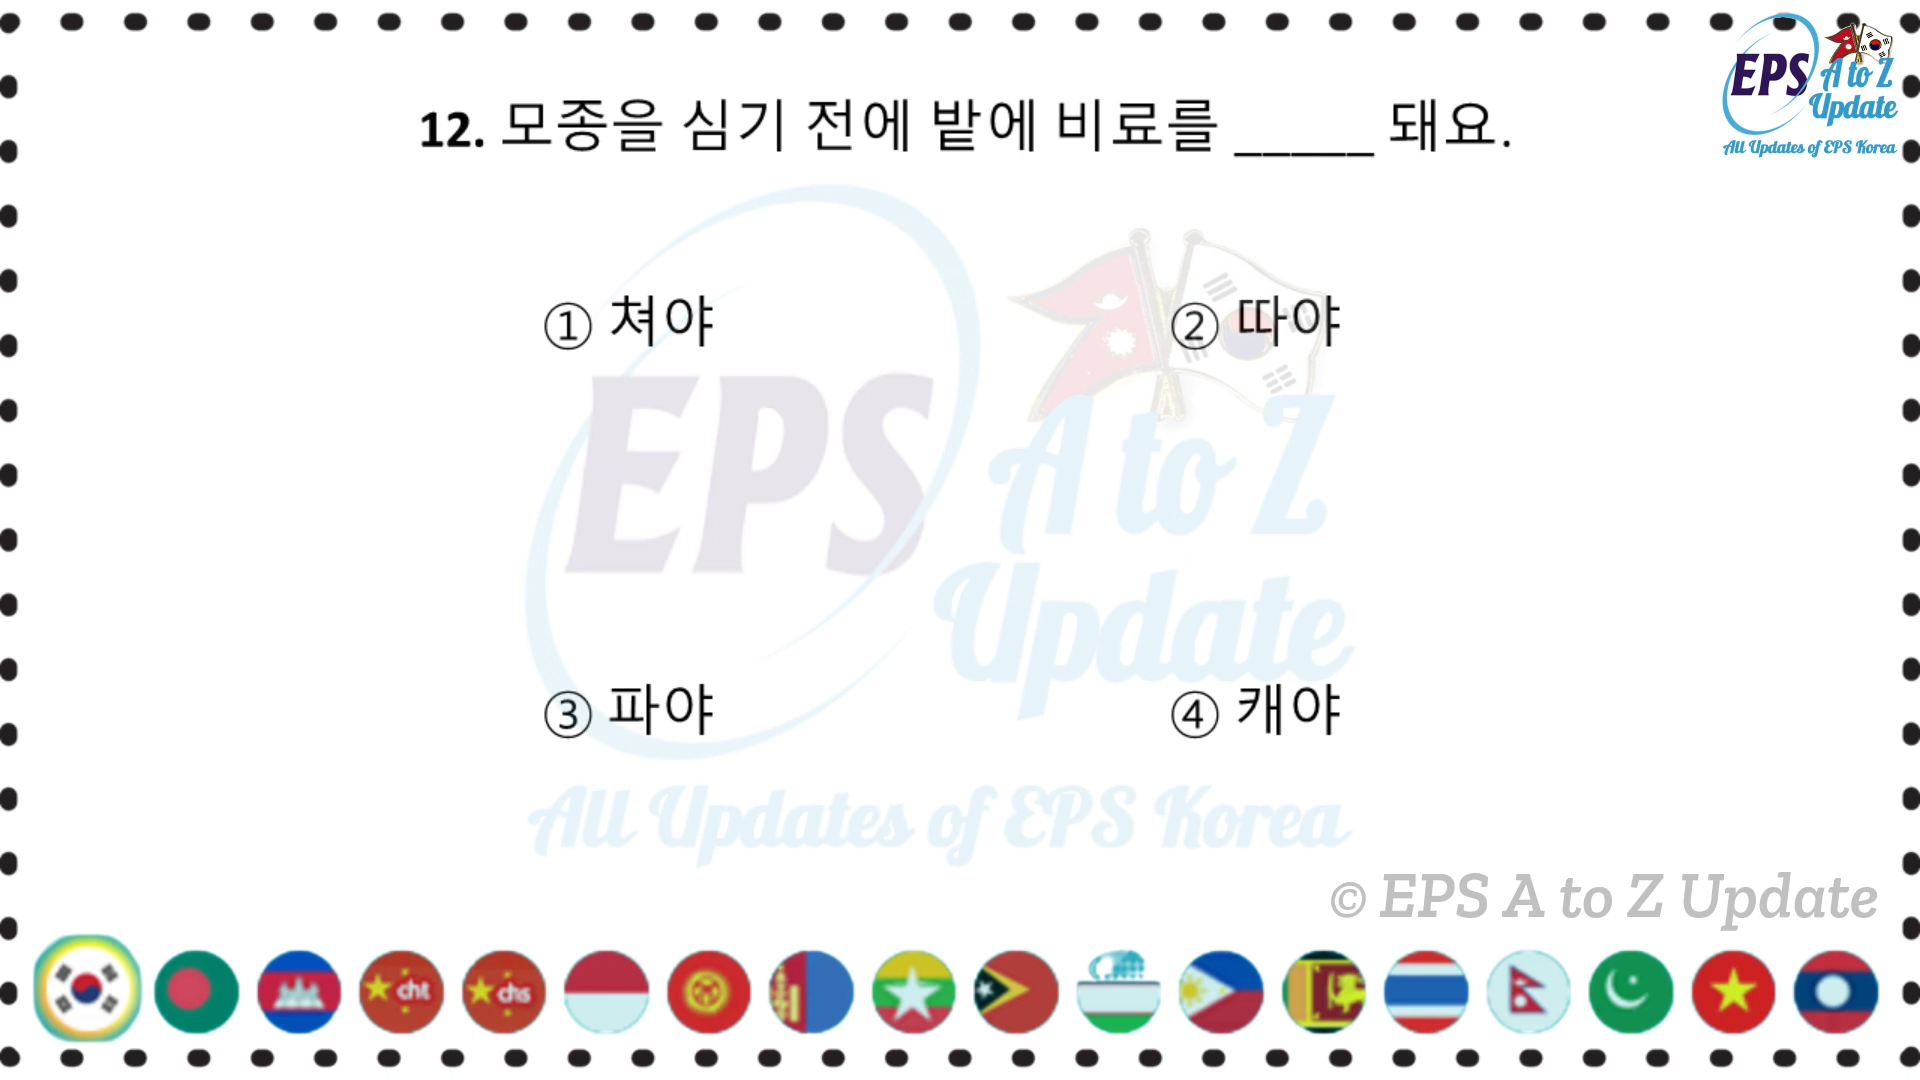 EPS A to Z
Update
All Updates of EPS Korea
12. 모종을 심기 전에 밭에 비료를 _____ 돼요.
① 쳐야
② 따야
EPS A to Z
Update
③ 파야
④ 캐야
All Updates of EPS Korea
© EPS A to Z Update
cht
chs